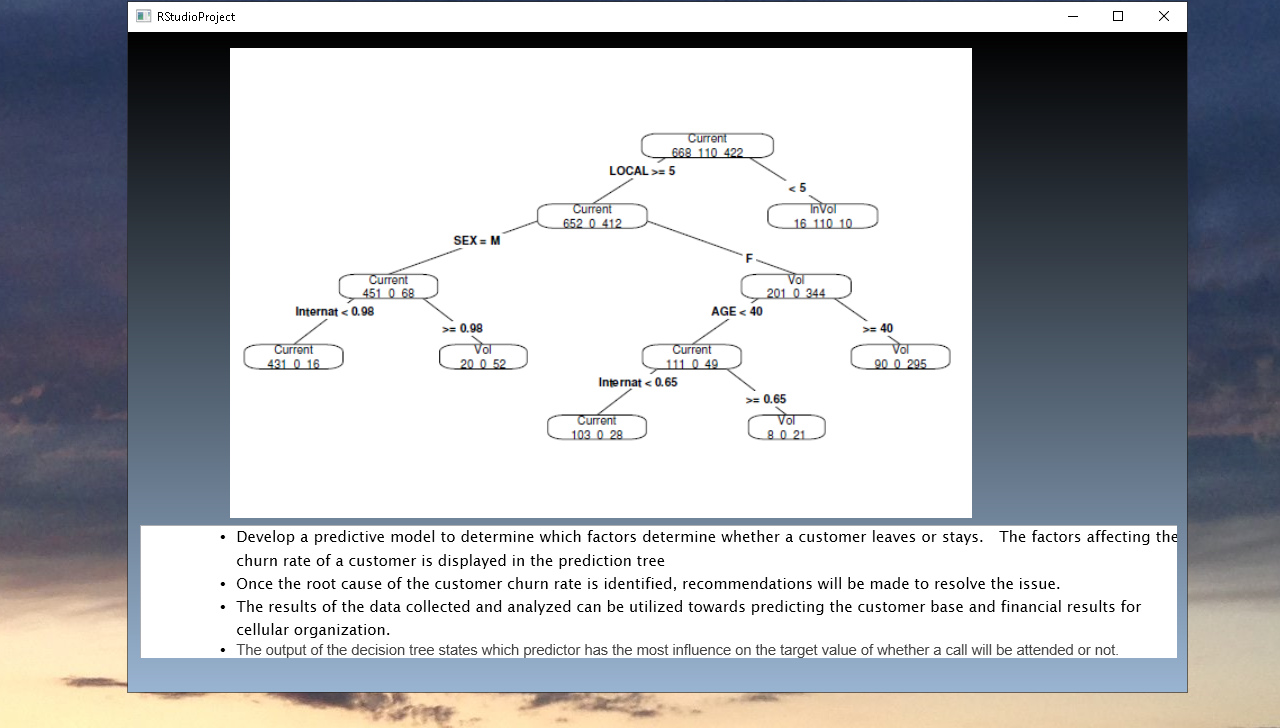 RStudioProject
Current
668 110 422
LOCAL >= 5
< 5
Current
652 0 412
InVol
16 110 10
SEX = M
F
Current
451 0 68
Vol
201 0 344
Internat < 0.98
>= 0.98
AGE < 40
>= 40
Current
431 0 16
Vol
20 0 52
Current
111 0 49
Vol
90 0 295
Internat < 0.65
>= 0.65
Current
103 0 28
Vol
8 0 21
• Develop a predictive model to determine which factors determine whether a customer leaves or stays. The factors affecting the
churn rate of a customer is displayed in the prediction tree
• Once the root cause of the customer churn rate is identified, recommendations will be made to resolve the issue.
• The results of the data collected and analyzed can be utilized towards predicting the customer base and financial results for
cellular organization.
• The output of the decision tree states which predictor has the most influence on the target value of whether a call will be attended or not.